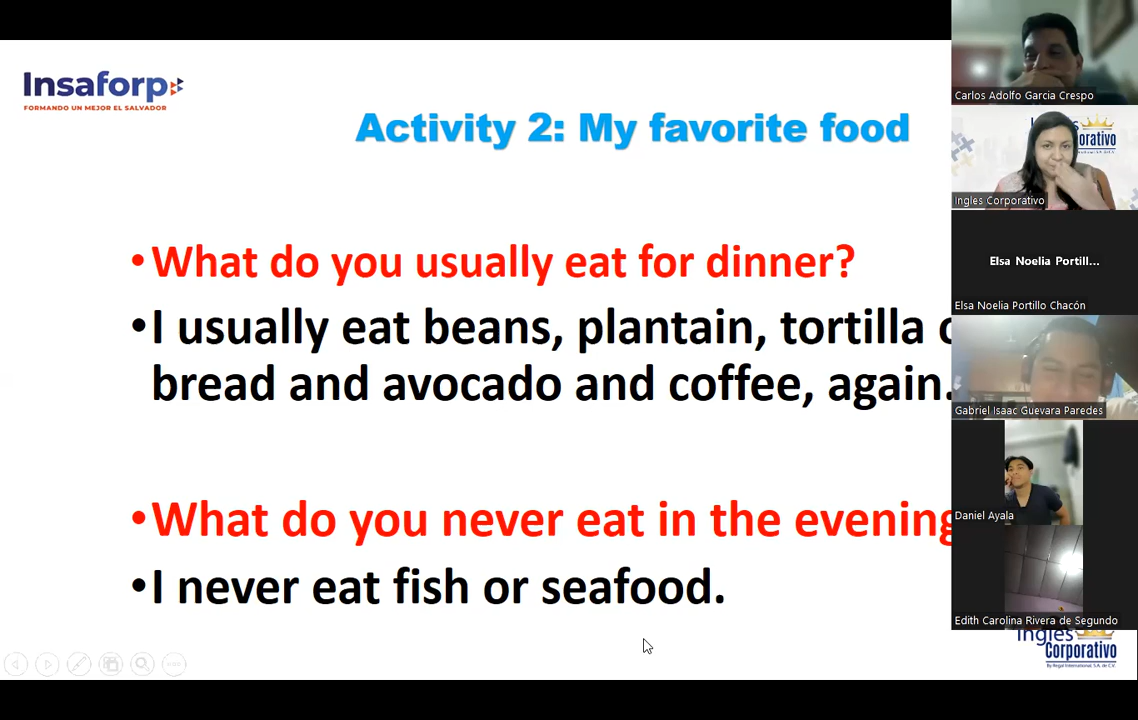 Insaforp
FORMANDO UN MEJOR EL SALVADOR
Activity 2: My favorite food
• What do you usually eat for dinner?
• I usually eat beans, plantain, tortilla
bread and avocado and coffee, again.
• What do you never eat in the evening
• I never eat fish or seafood.
Carlos Adolfo Garcia Crespo
orativo
Ingles Corporativo
Elsa Noelia Portill...
Elsa Noelia Portillo Chacón
Gabriel Isaac Guevara Paredes
Daniel Ayala
Edith Carolina Rivera de Segundo
Ingles
Corporativo
By Regal International, S.A. de C.V.